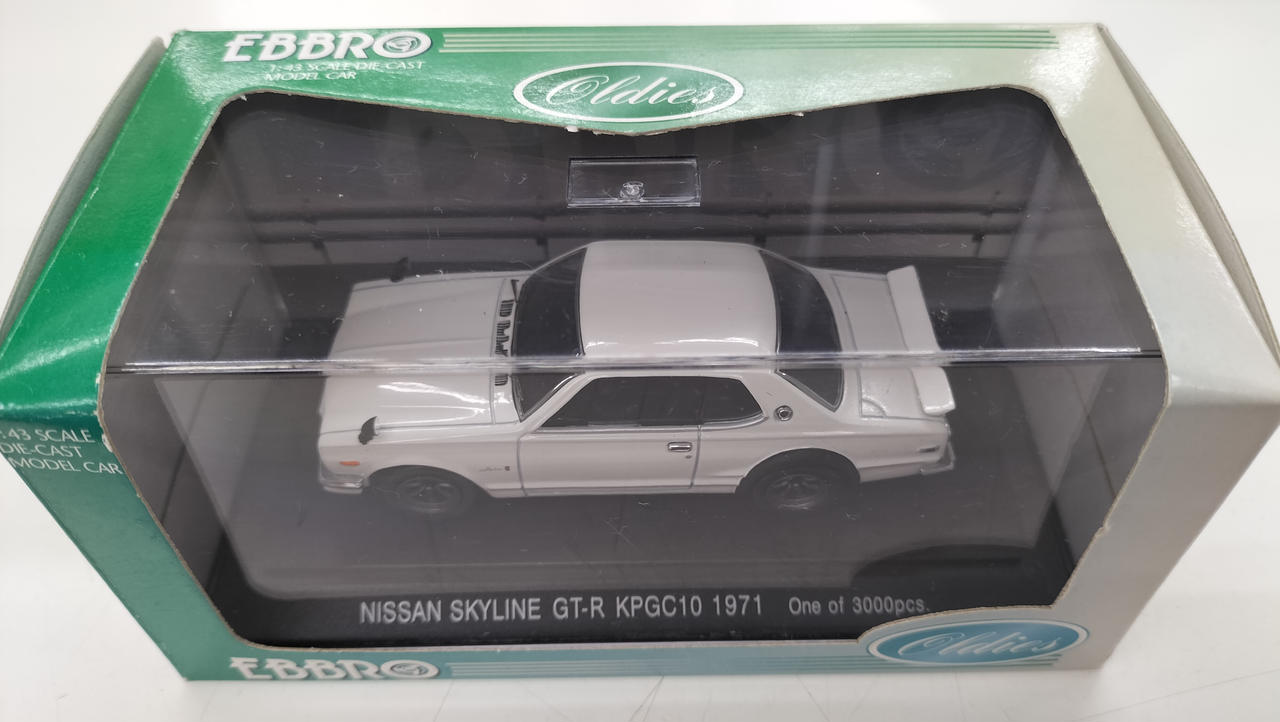 EBBRO
1:43 SCALE DIE-CAST
MODEL CAR
Oldies
:43 SCALE
DIE-CAST
MODEL CAR
NISSAN SKYLINE GT-R KPGC10 1971 One of 3000pcs.
Oldies
EBBRO